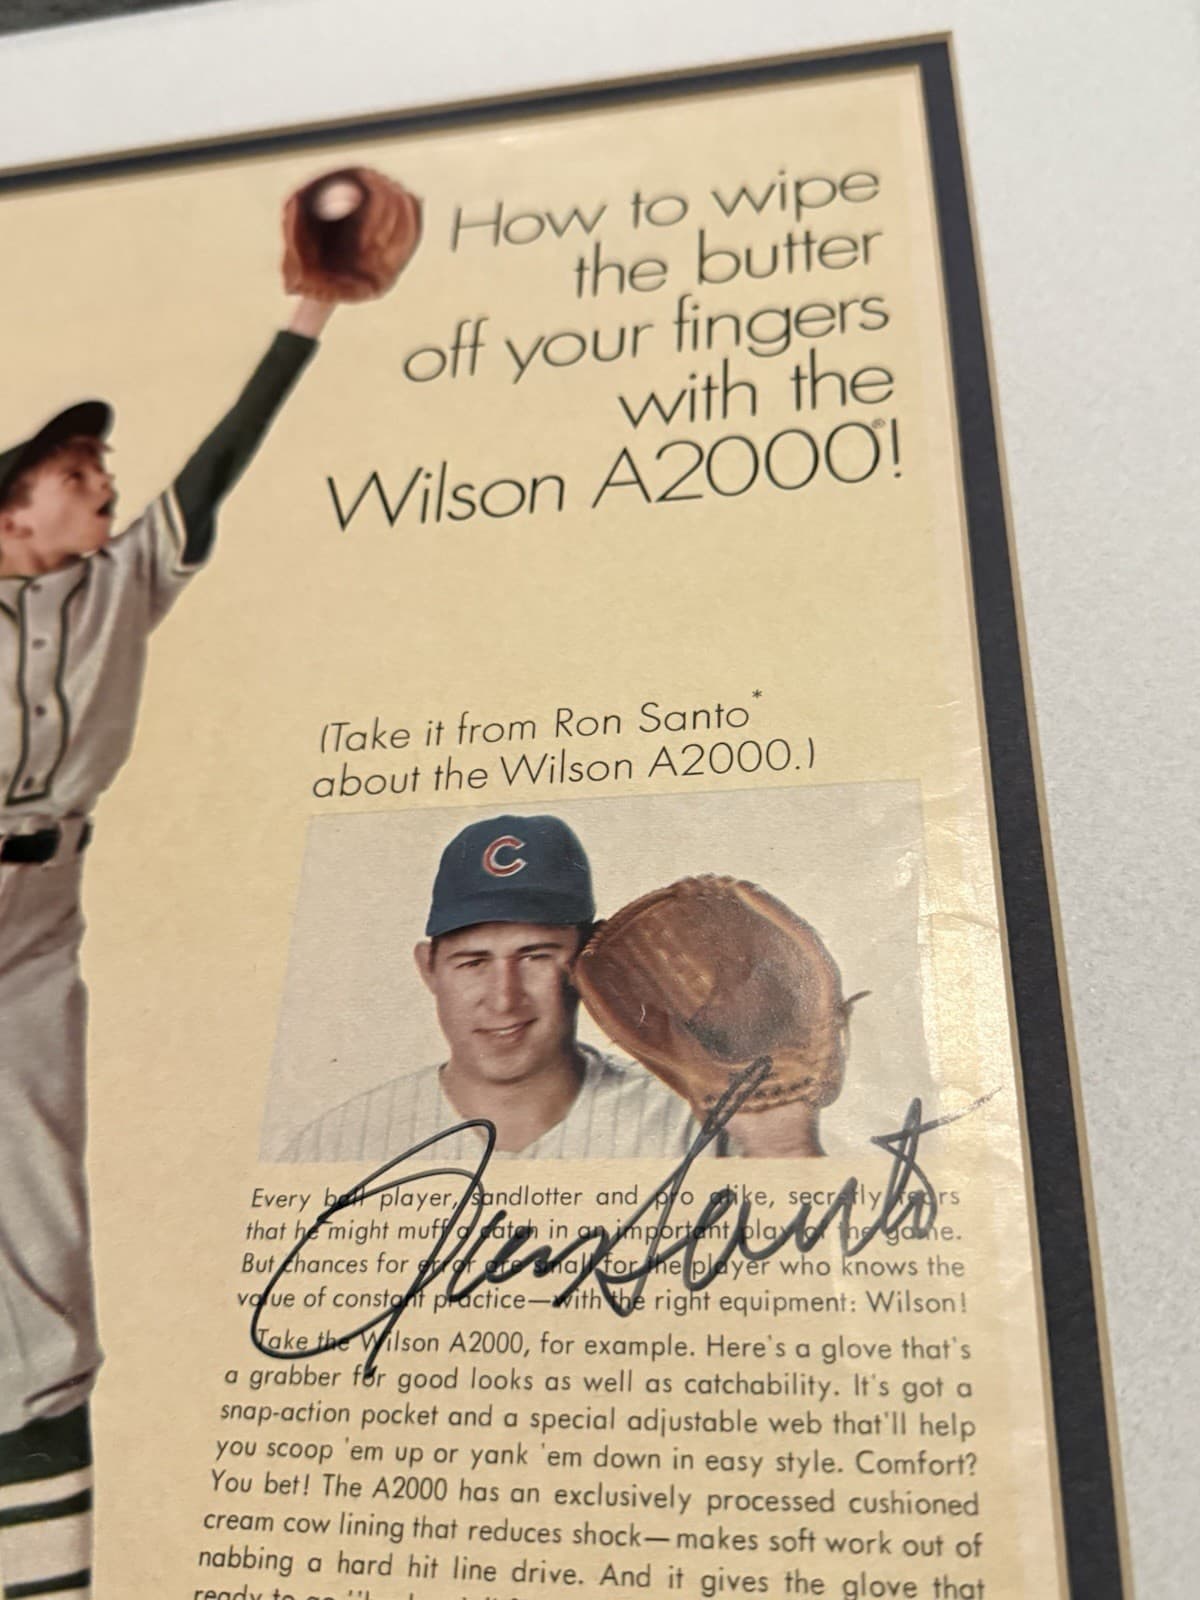 How to wipe
the butter
off your fingers
with the
Wilson A2000®!
(Take it from Ron Santo*
about the Wilson A2000.)
C
Every ball player, sandlotter and pro alike, secretly fears
that he might muff a catch in an important play of the game.
But chances for error are small for the player who knows the
value of constant practice—with the right equipment: Wilson!
Ron Santo
Take the Wilson A2000, for example. Here's a glove that's
a grabber for good looks as well as catchability. It's got a
snap-action pocket and a special adjustable web that'll help
you scoop 'em up or yank 'em down in easy style. Comfort?
You bet! The A2000 has an exclusively processed cushioned
cream cow lining that reduces shock—makes soft work out of
nabbing a hard hit line drive. And it gives the glove that
ready to go